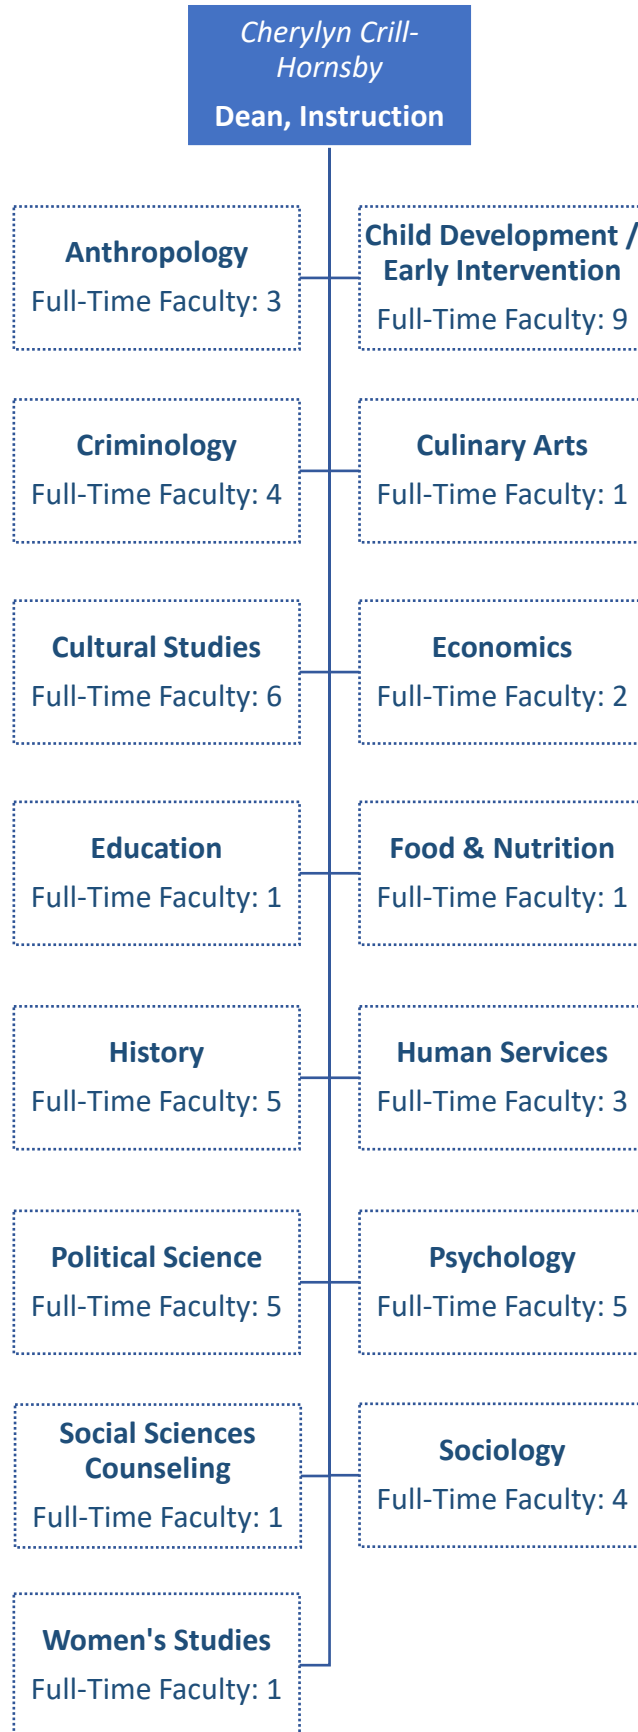 Cherylyn Crill-
Hornsby
Dean, Instruction
Anthropology
Full-Time Faculty: 3
Child Development /
Early Intervention
Full-Time Faculty: 9
Criminology
Full-Time Faculty: 4
Culinary Arts
Full-Time Faculty: 1
Cultural Studies
Full-Time Faculty: 6
Economics
Full-Time Faculty: 2
Education
Full-Time Faculty: 1
Food & Nutrition
Full-Time Faculty: 1
History
Full-Time Faculty: 5
Human Services
Full-Time Faculty: 3
Political Science
Full-Time Faculty: 5
Psychology
Full-Time Faculty: 5
Social Sciences
Counseling
Full-Time Faculty: 1
Sociology
Full-Time Faculty: 4
Women's Studies
Full-Time Faculty: 1